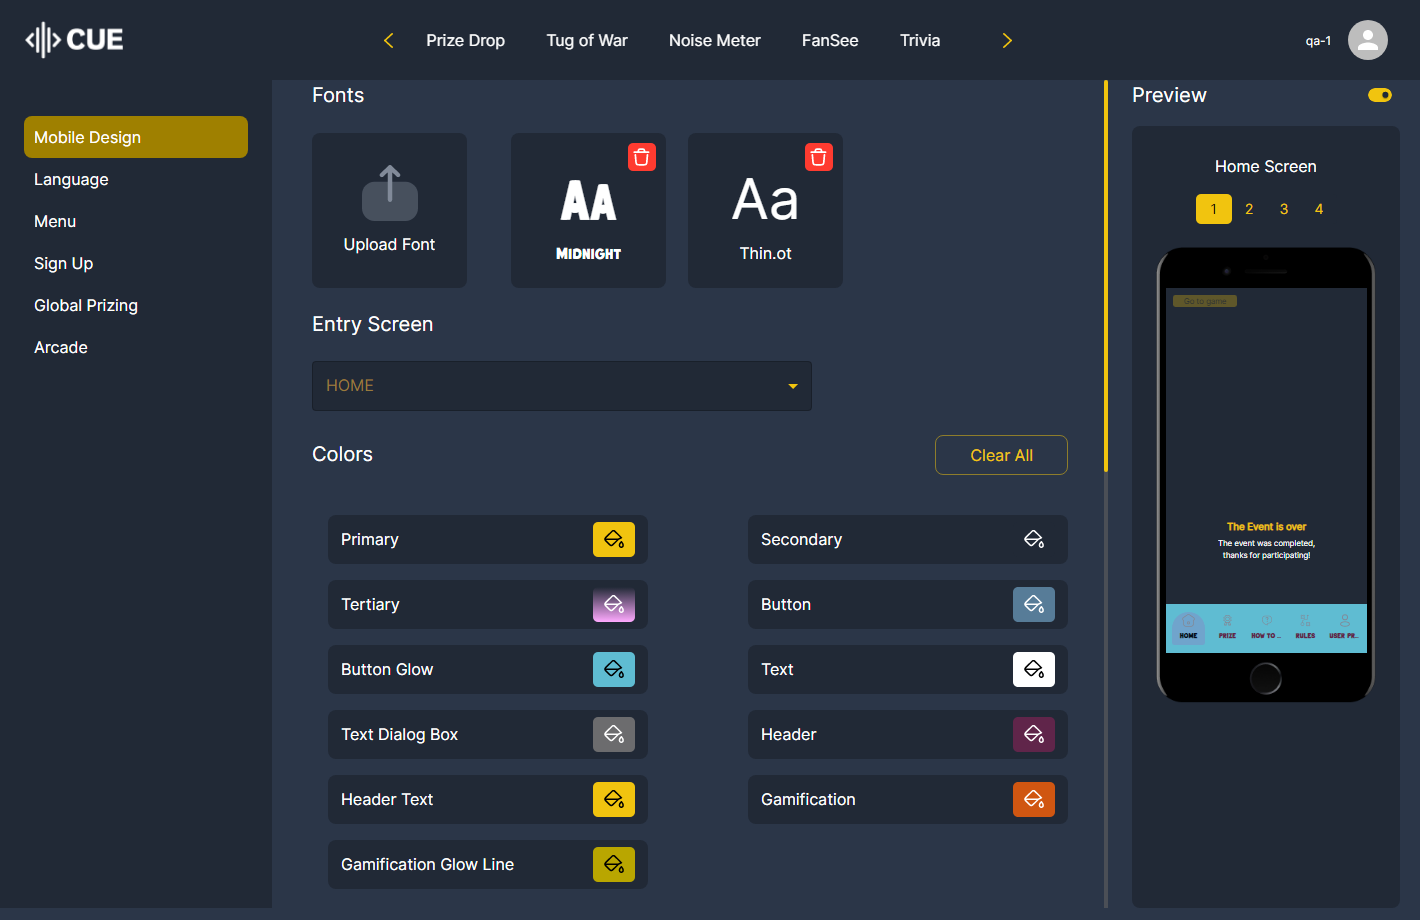 CUE
Prize Drop
Tug of War
Noise Meter
FanSee
Trivia
qa-1
Mobile Design
Language
Menu
Sign Up
Global Prizing
Arcade
Fonts
Upload Font
Aa
Midnight
Aa
Thin.ot
Entry Screen
HOME
Colors
Clear All
Primary
Secondary
Tertiary
Button
Button Glow
Text
Text Dialog Box
Header
Header Text
Gamification
Gamification Glow Line
Preview
Home Screen
1 2 3 4
Go to game
The Event is over
The event was completed,
thanks for participating!
HOME PRIZE HOW TO ... RULES USER PR...